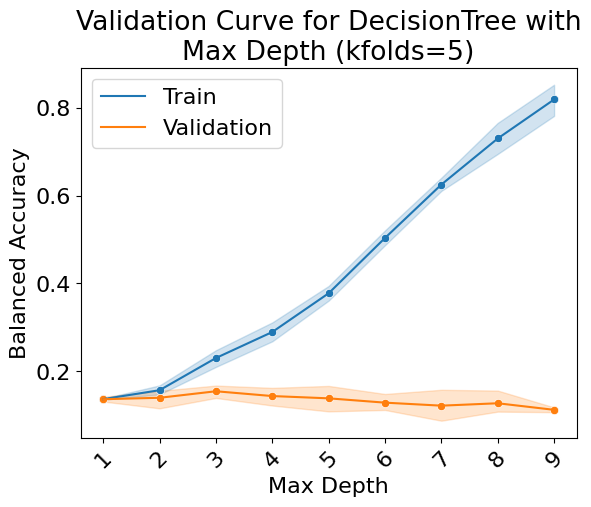 Validation Curve for DecisionTree with
Max Depth (kfolds=5)
Train
Validation
Balanced Accuracy
0.8
0.6
0.4
0.2
1 2 3 4 5 6 7 8 9
Max Depth